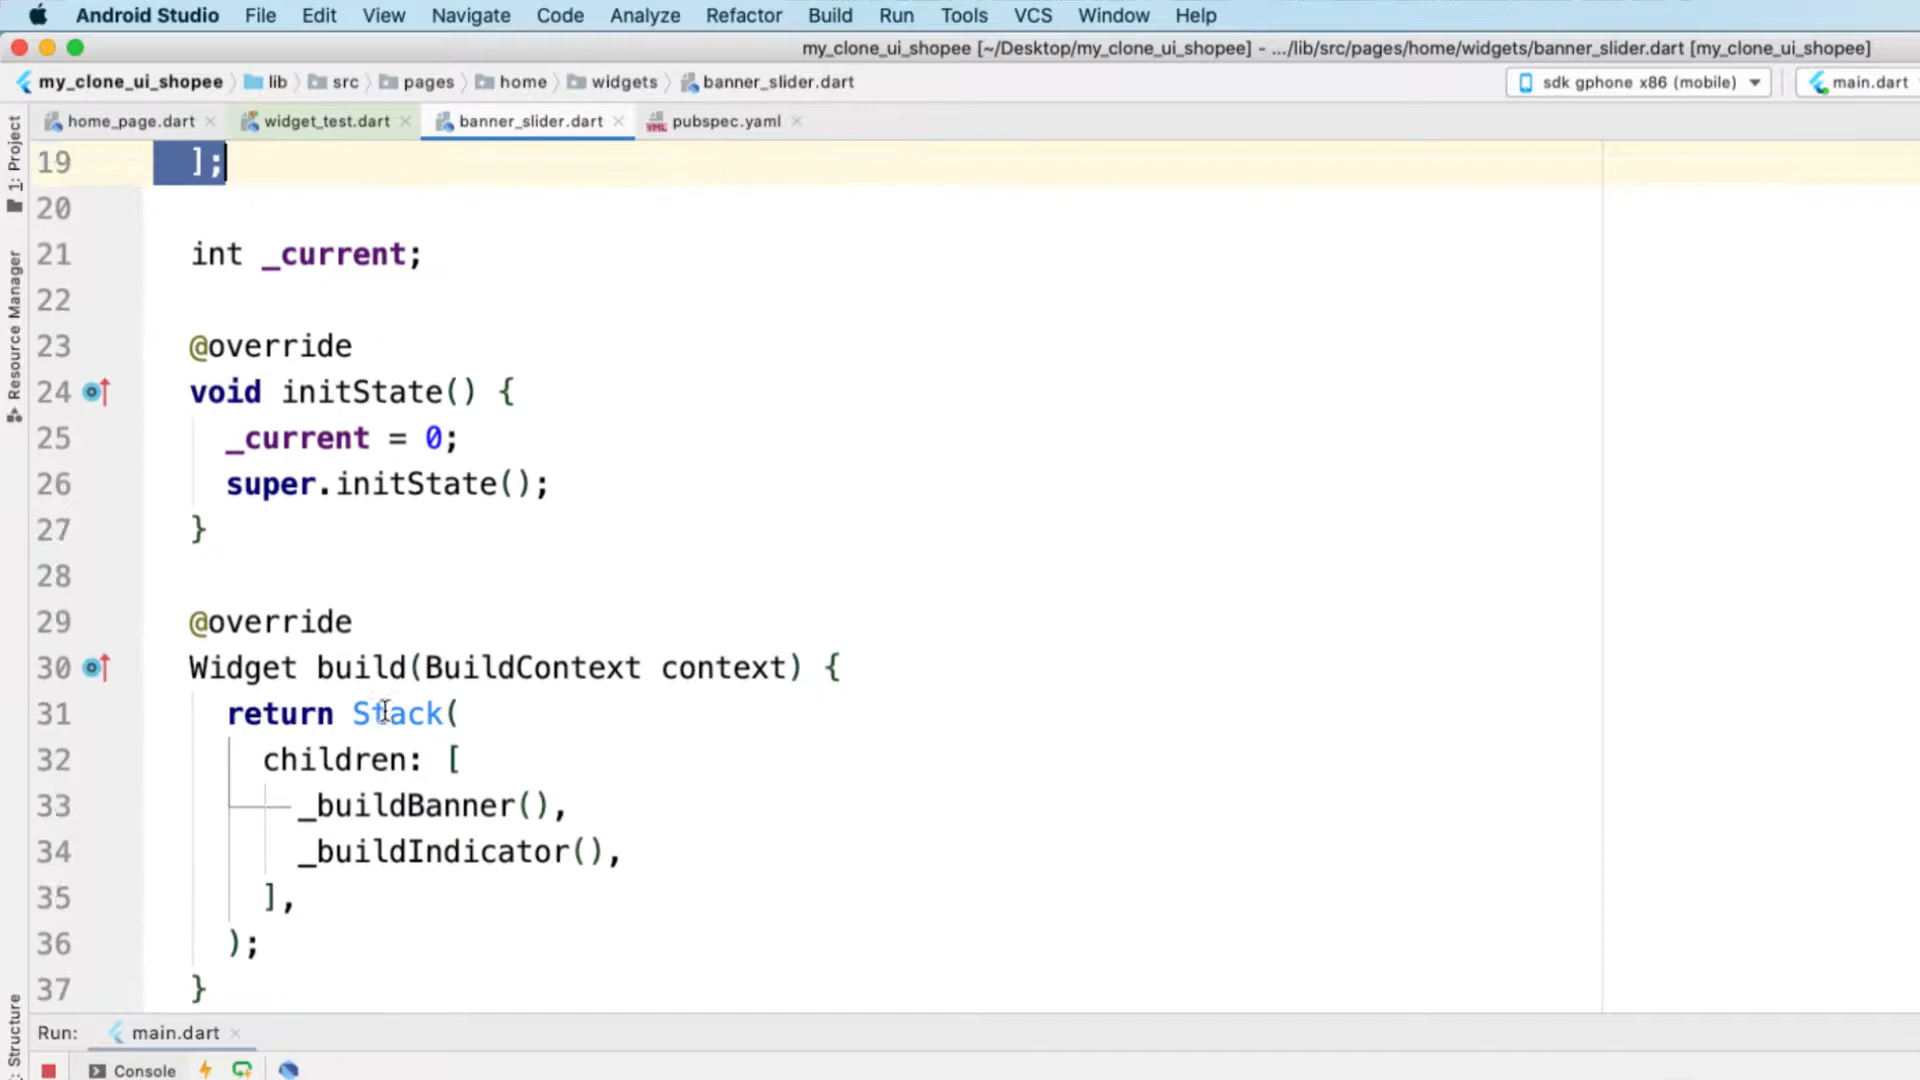 Android Studio File Edit View Navigate Code Analyze Refactor Build Run Tools VCS Window Help
my_clone_ui_shopee [~/Desktop/my_clone_ui_shopee] - .../lib/src/pages/home/widgets/banner_slider.dart [my_clone_ui_shopee]
my_clone_ui_shopee lib src pages home widgets banner_slider.dart sdk gphone x86 (mobile) main.dart
home_page.dart widget_test.dart banner_slider.dart pubspec.yaml
1: Project
Resource Manager
: Structure
19 ];
20
21 int _current;
22
23 @override
24 void initState() {
25 _current = 0;
26 super.initState();
27 }
28
29 @override
30 Widget build(BuildContext context) {
31 return Stack(
32 children: [
33 _buildBanner(),
34 _buildIndicator(),
35 ],
36 );
37 }
Run: main.dart
Console